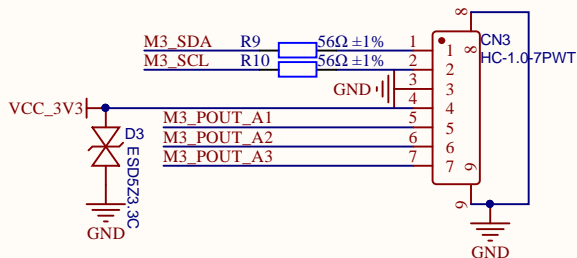 8
M3_SDA R9 56Ω ±1% 1 1 8 CN3
M3_SCL R10 56Ω ±1% 2 2 HC-1.0-7PWT
GND 3 3
VCC_3V3 4 4
M3_POUT_A1 5 5
D3 M3_POUT_A2 6 6
ESD5Z3.3C M3_POUT_A3 7 7 9
9
GND
GND